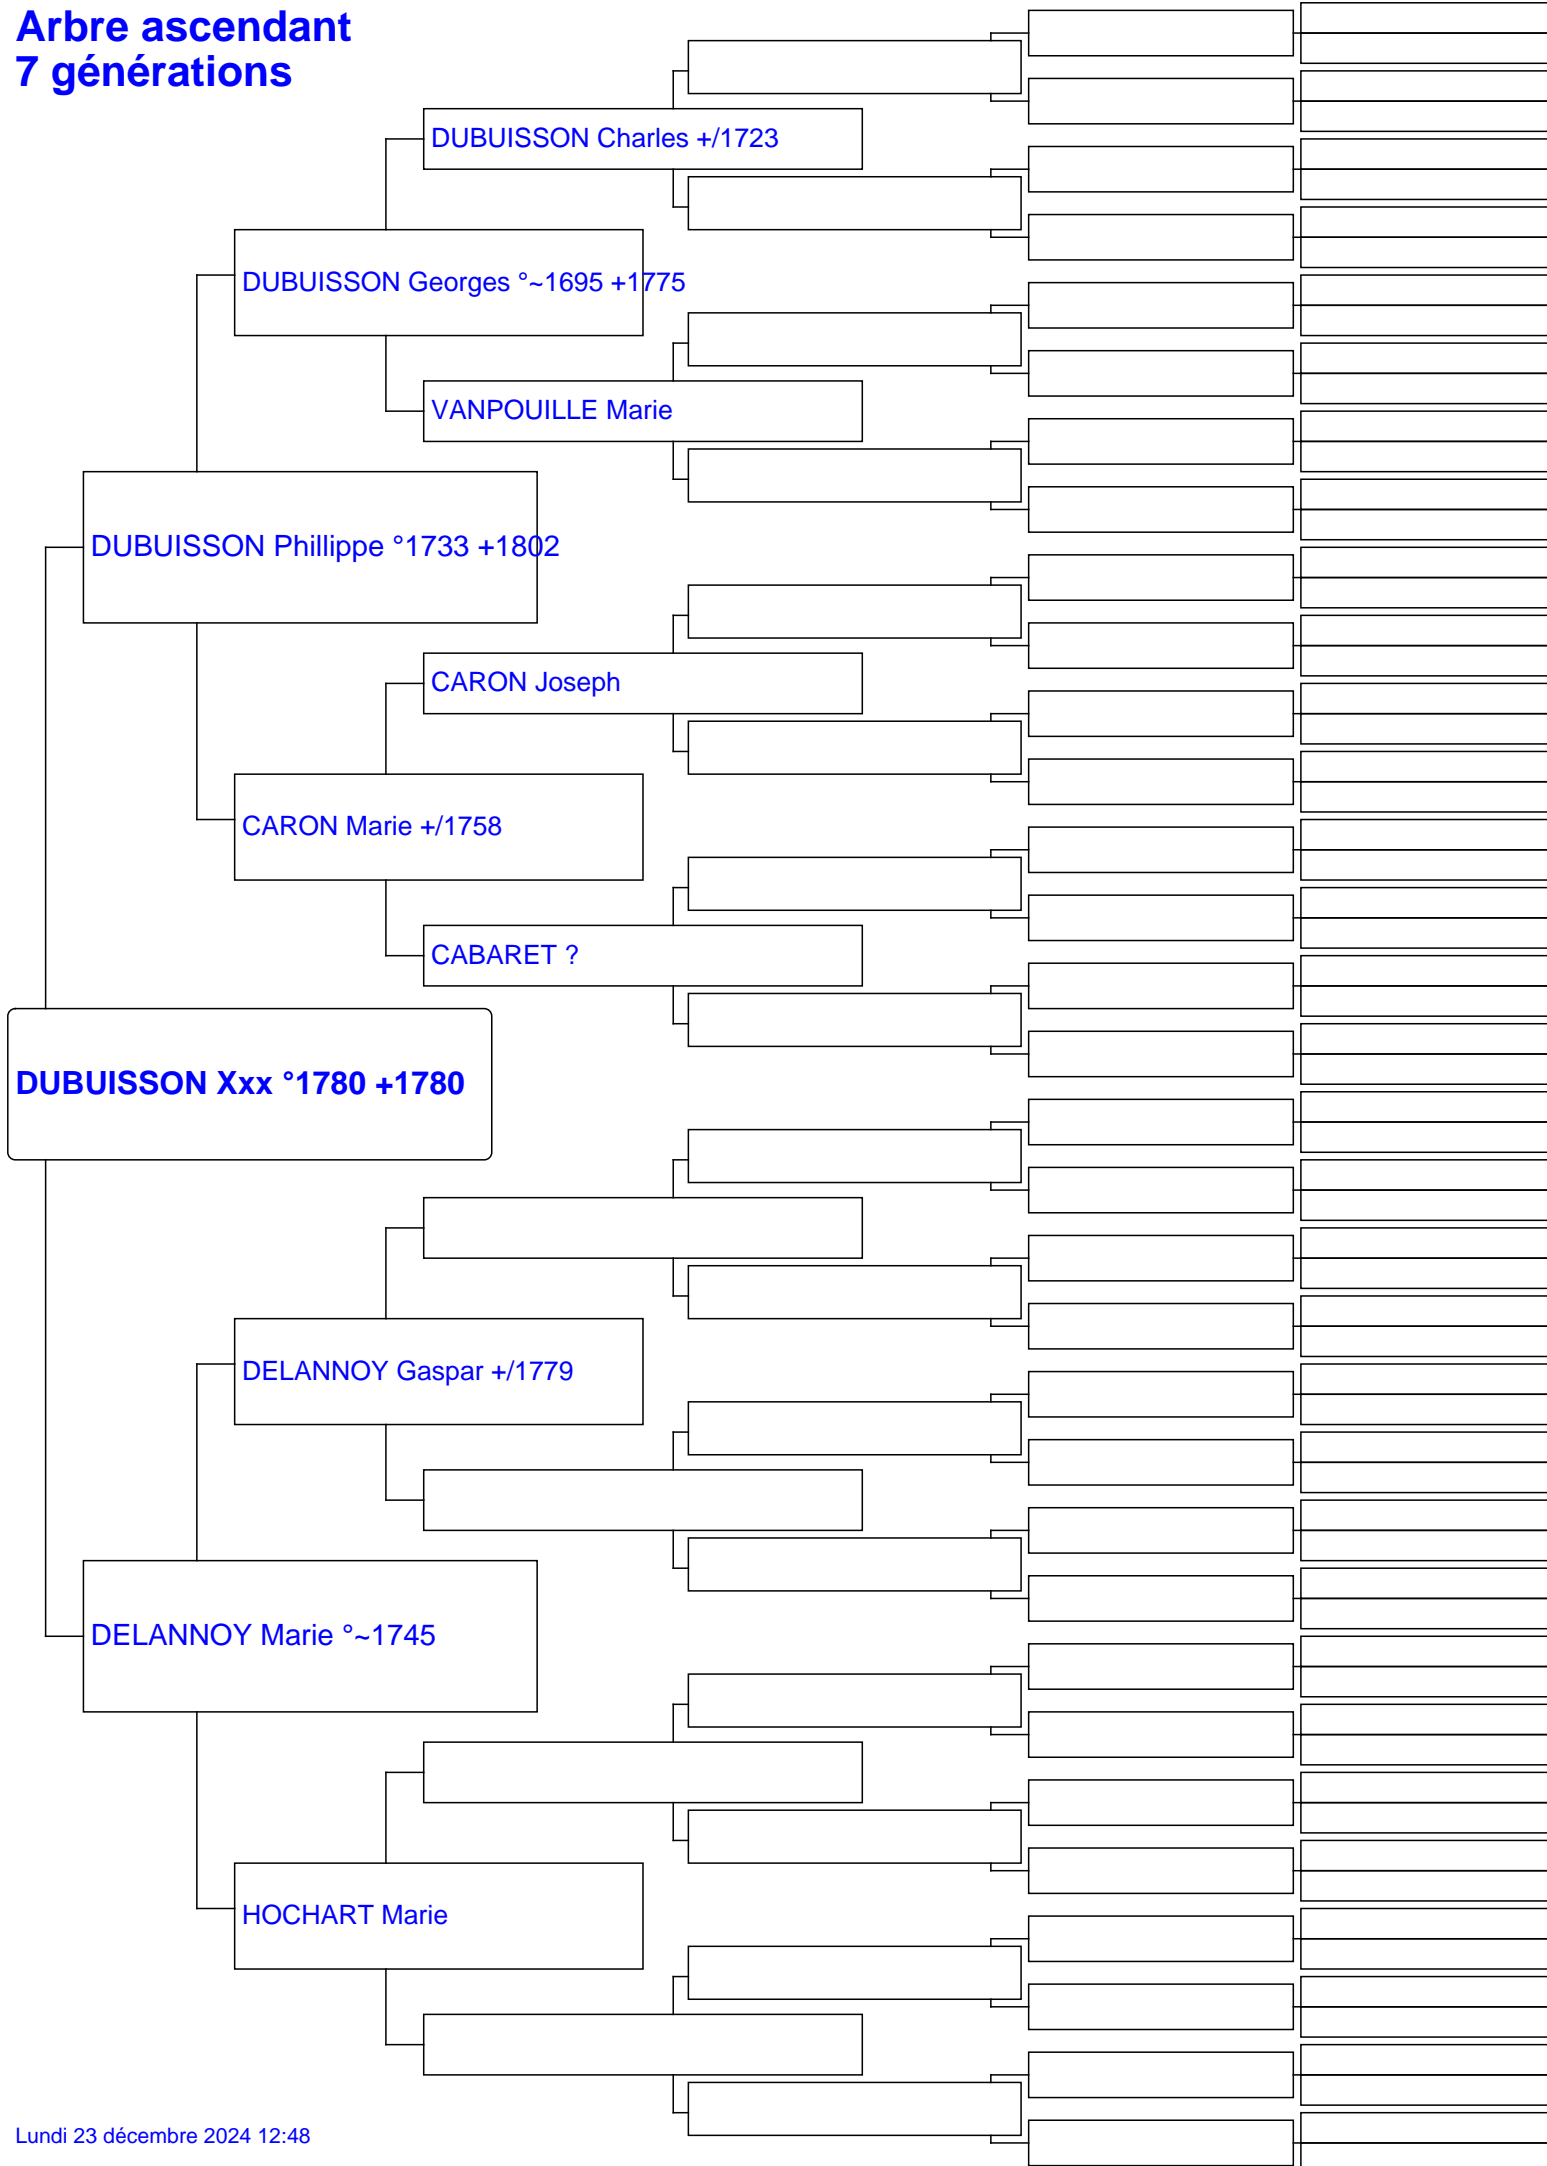 Arbre ascendant
7 générations
DUBUISSON Charles +/1723
DUBUISSON Georges °~1695 +1775
VANPOUILLE Marie
DUBUISSON Phillippe °1733 +1802
CARON Joseph
CARON Marie +/1758
CABARET ?
DUBUISSON Xxx °1780 +1780
DELANNOY Gaspar +/1779
DELANNOY Marie °~1745
HOCHART Marie
Lundi 23 décembre 2024 12:48